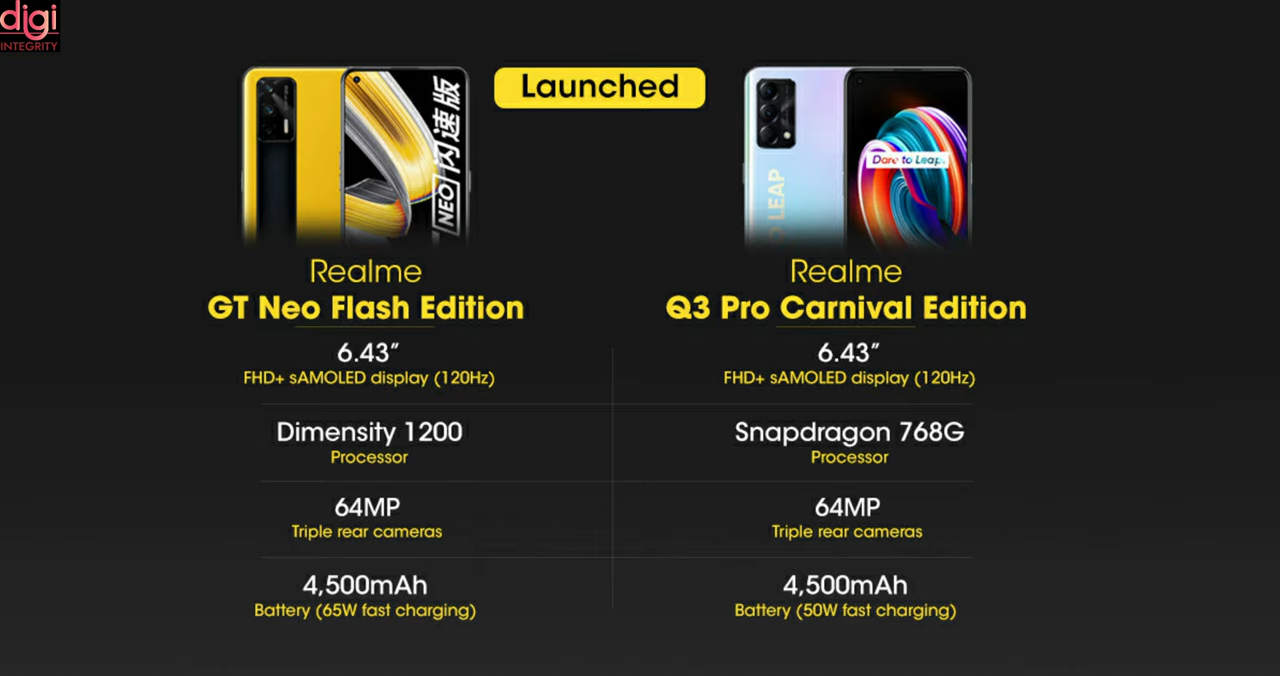 digi
INTEGRITY
Launched
NEO 闪速版
Dare to Leap.
O LEAP
Realme
GT Neo Flash Edition
6.43”
FHD+ sAMOLED display (120Hz)
Dimensity 1200
Processor
64MP
Triple rear cameras
4,500mAh
Battery (65W fast charging)
Realme
Q3 Pro Carnival Edition
6.43”
FHD+ sAMOLED display (120Hz)
Snapdragon 768G
Processor
64MP
Triple rear cameras
4,500mAh
Battery (50W fast charging)